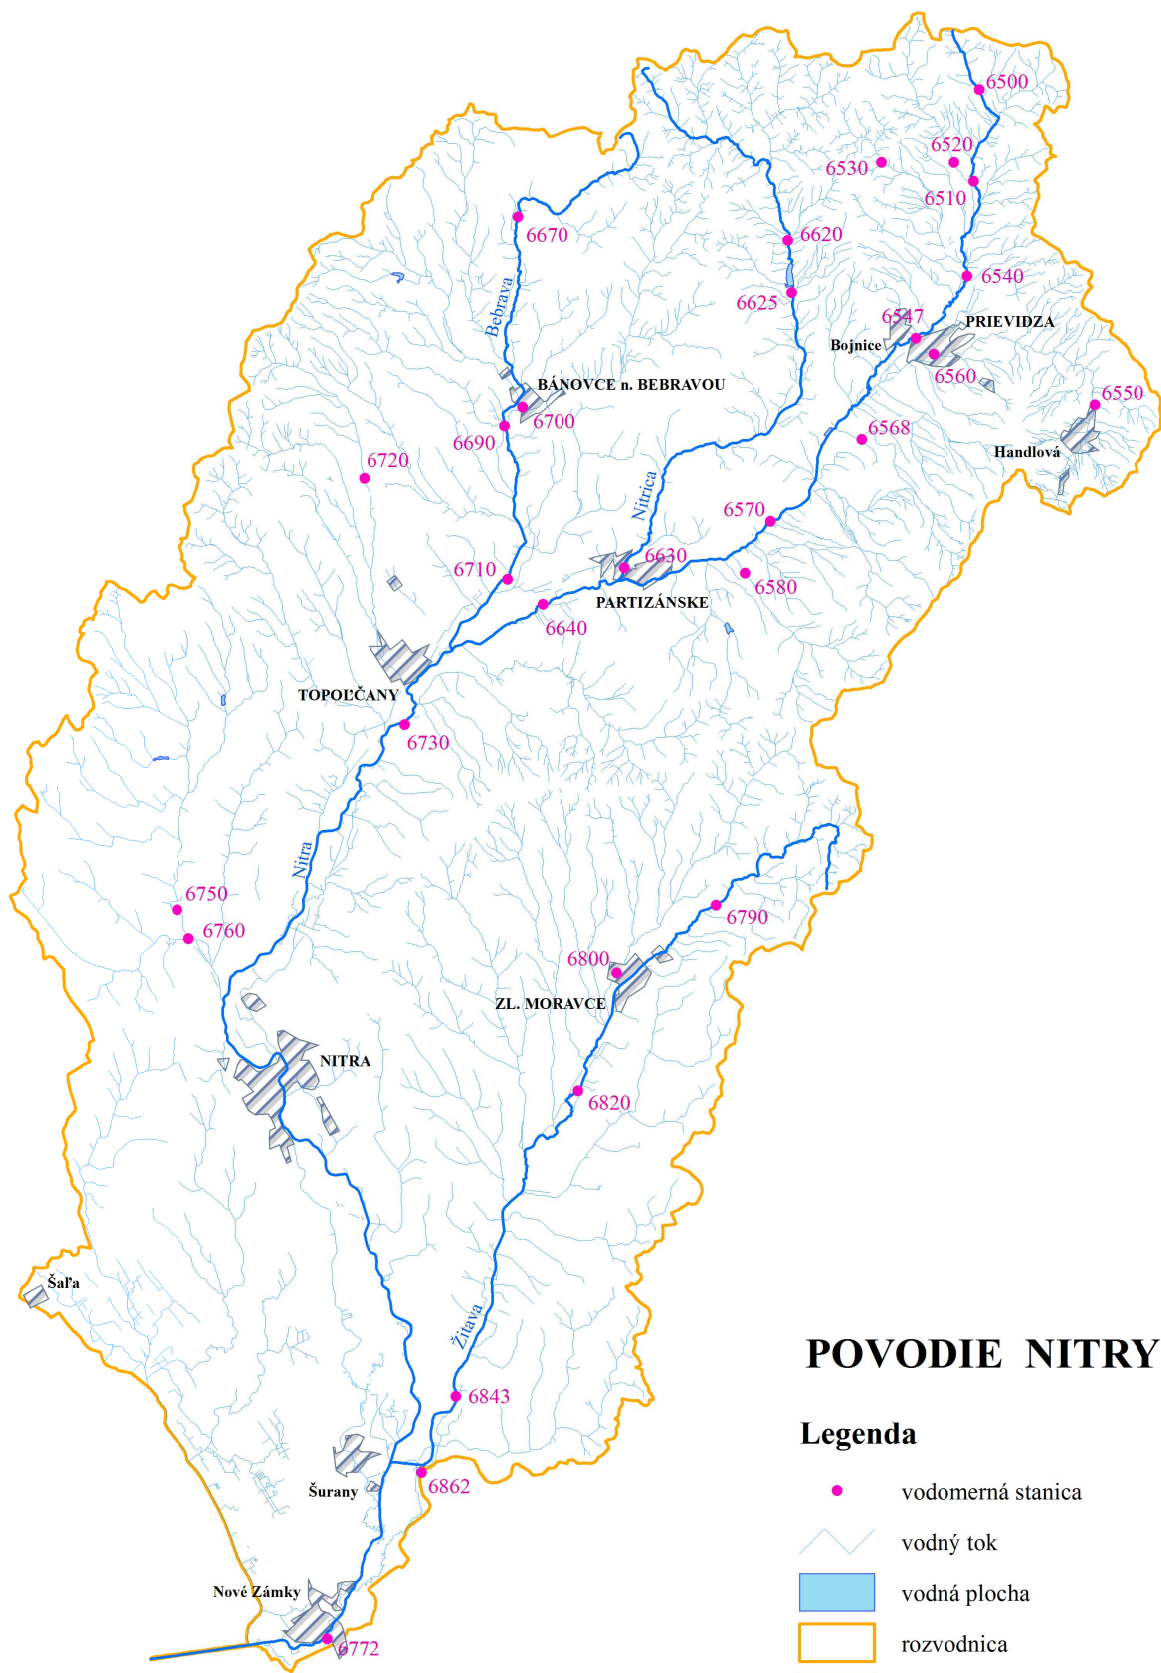 6500
6520
6530
6510
6670
6620
6540
6625
Bebrava
6547
PRIEVIDZA
Bojnice
6560
BÁNOVCE n. BEBRAVOU
6550
6700
6690
6568
Handlová
6720
Nitrica
6570
6630
6710
6580
PARTIZÁNSKE
6640
TOPOĽČANY
6730
Nitra
6750
6790
6760
6800
ZL. MORAVCE
NITRA
6820
Šaľa
Žitava
POVODIE NITRY
6843
Legenda
6862
Šurany
vodomerná stanica
vodný tok
Nové Zámky
vodná plocha
6772
rozvodnica